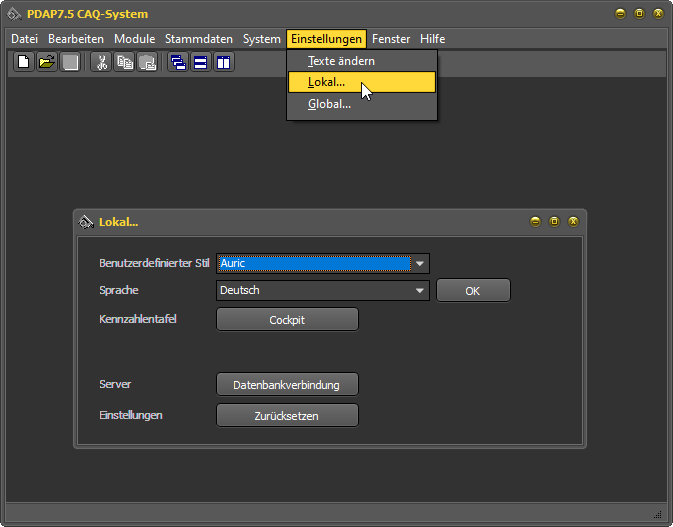 PDAP7.5 CAQ-System
Datei Bearbeiten Module Stammdaten System Einstellungen Fenster Hilfe
Texte ändern
Lokal...
Global...
Lokal...
Benutzerdefinierter Stil Auric
Sprache Deutsch OK
Kennzahlentafel Cockpit
Server Datenbankverbindung
Einstellungen Zurücksetzen